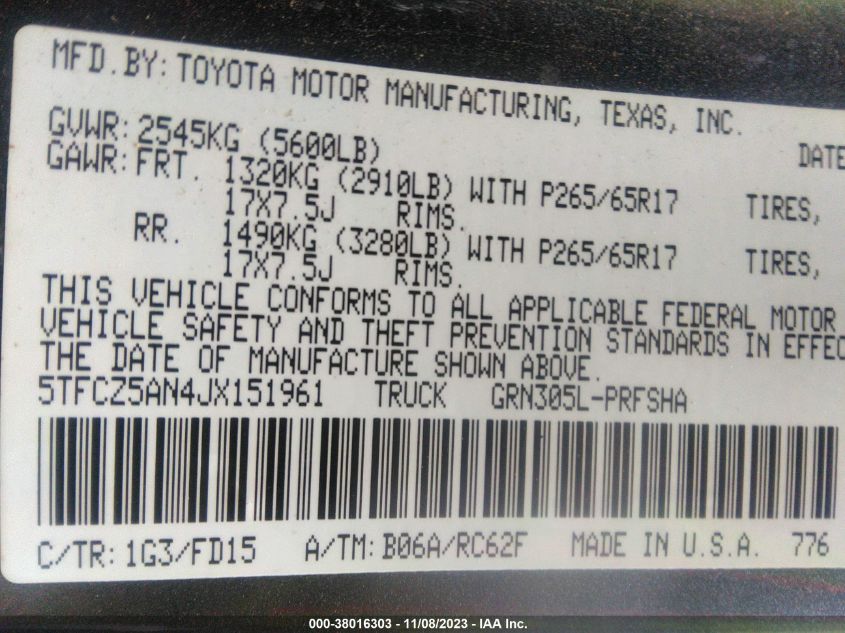 MFD.BY: TOYOTA MOTOR MANUFACTURING, TEXAS, INC.
GVWR: 2545KG (5600LB) DATE
GAWR: FRT. 1320KG (2910LB) WITH P265/65R17 TIRES,
17X7.5J RIMS.
RR. 1490KG (3280LB) WITH P265/65R17 TIRES,
17X7.5J RIMS.
THIS VEHICLE CONFORMS TO ALL APPLICABLE FEDERAL MOTOR
VEHICLE SAFETY AND THEFT PREVENTION STANDARDS IN EFFEC
THE DATE OF MANUFACTURE SHOWN ABOVE.
5TFCZ5AN4JX151961 TRUCK GRN305L-PRFSHA
C/TR: 1G3/FD15 A/TM: B06A/RC62F MADE IN U.S.A. 776
000-38016303 - 11/08/2023 - IAA Inc.